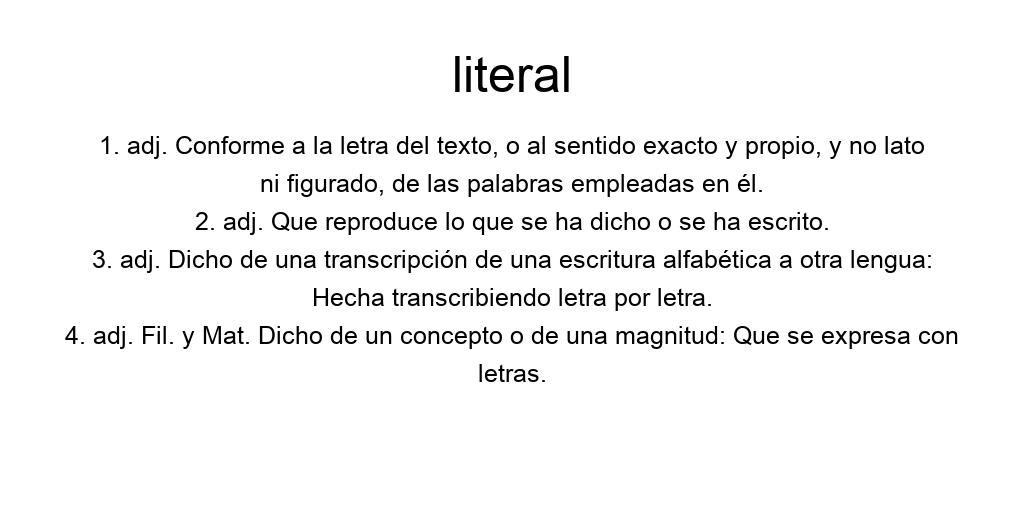 literal
1. adj. Conforme a la letra del texto, o al sentido exacto y propio, y no lato
ni figurado, de las palabras empleadas en él.
2. adj. Que reproduce lo que se ha dicho o se ha escrito.
3. adj. Dicho de una transcripción de una escritura alfabética a otra lengua:
Hecha transcribiendo letra por letra.
4. adj. Fil. y Mat. Dicho de un concepto o de una magnitud: Que se expresa con
letras.